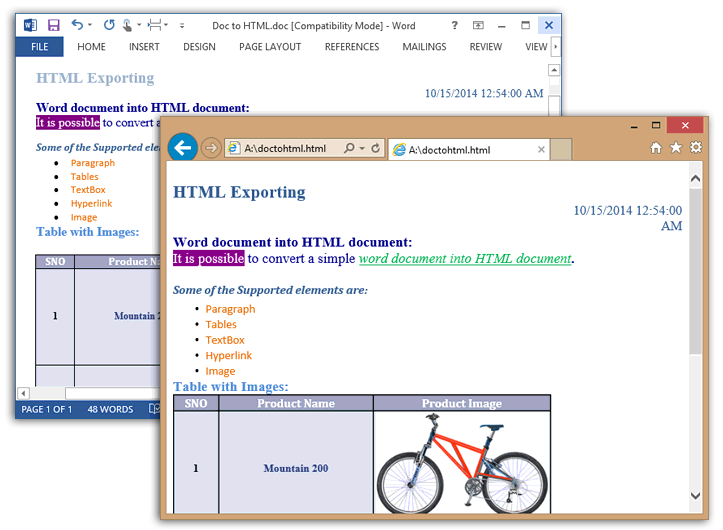 Doc to HTML.doc [Compatibility Mode] - Word
FILE HOME INSERT DESIGN PAGE LAYOUT REFERENCES MAILINGS REVIEW VIEW
HTML Exporting
10/15/2014 12:54:00 AM
Word document into HTML document:
It is possible to convert a
Some of the Supported
• Paragraph
• Tables
• TextBox
• Hyperlink
• Image
Table with Images:
SNO Product
1 Mountain
PAGE 1 OF 1 48 WORDS
A:\doctohtml.html
A:\doctohtml.html
HTML Exporting
10/15/2014 12:54:00
AM
Word document into HTML document:
It is possible to convert a simple word document into HTML document.
Some of the Supported elements are:
• Paragraph
• Tables
• TextBox
• Hyperlink
• Image
Table with Images:
SNO Product Name Product Image
1 Mountain 200